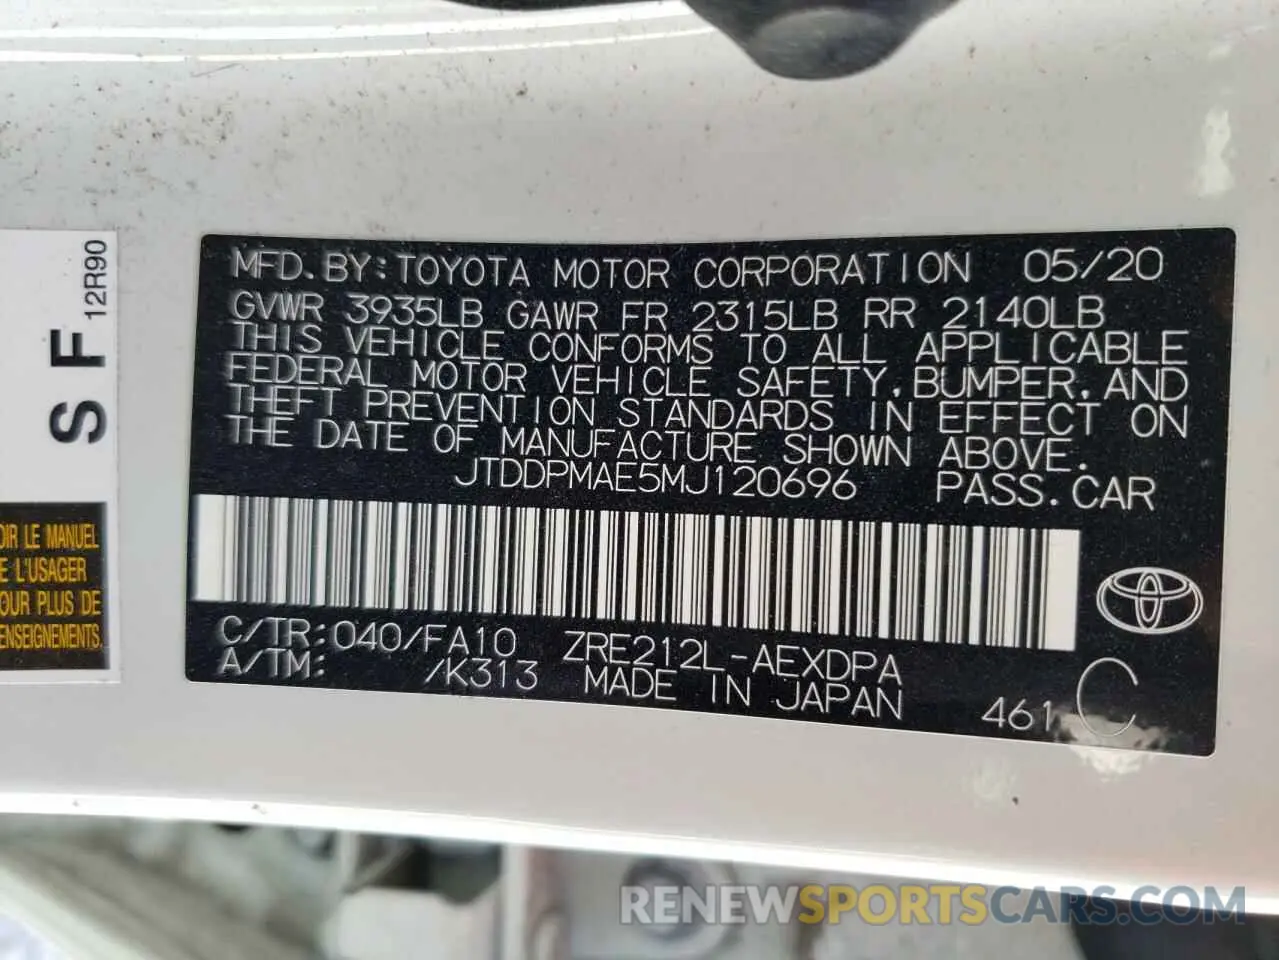 MFD. BY: TOYOTA MOTOR CORPORATION 05/20
GVWR 3935LB GAWR FR 2315LB RR 2140LB
THIS VEHICLE CONFORMS TO ALL APPLICABLE
FEDERAL MOTOR VEHICLE SAFETY, BUMPER, AND
THEFT PREVENTION STANDARDS IN EFFECT ON
THE DATE OF MANUFACTURE SHOWN ABOVE.
JTDDPMAE5MJ120696 PASS. CAR
C/TR: 040/FA10 ZRE212L-AEXDPA
A/TM: /K313 MADE IN JAPAN 461 C
S F 12R90
OIR LE MANUEL
E L'USAGER
OUR PLUS DE
ENSEIGNEMENTS.
RENEWSPORTSCARS.COM